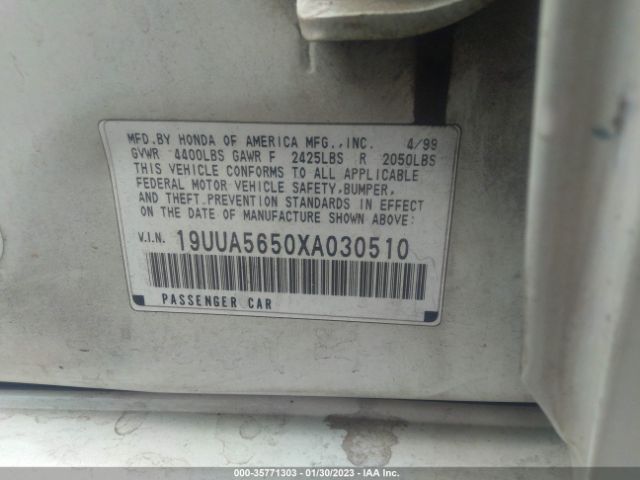 MFD.BY HONDA OF AMERICA MFG.,INC. 4/99
GVWR 4400LBS GAWR F 2425LBS R 2050LBS
THIS VEHICLE CONFORMS TO ALL APPLICABLE
FEDERAL MOTOR VEHICLE SAFETY,BUMPER,
AND THEFT.PREVENTION STANDARDS IN EFFECT
ON THE DATE OF MANUFACTURE SHOWN ABOVE:
V.I.N. 19UUA5650XA030510
PASSENGER CAR
000-35771303 - 01/30/2023 - IAA Inc.